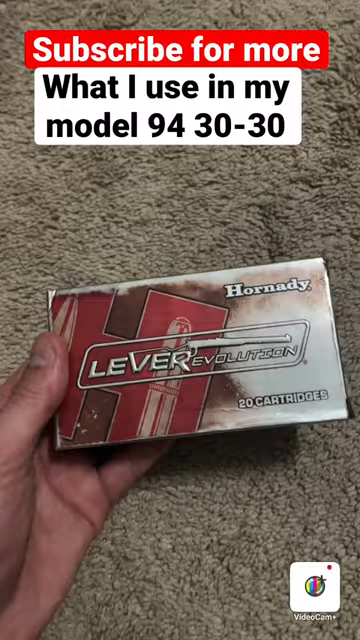 Subscribe for more
What I use in my
model 94 30-30
Hornady
LEVEREVOLUTION
20 CARTRIDGES
VideoCam+